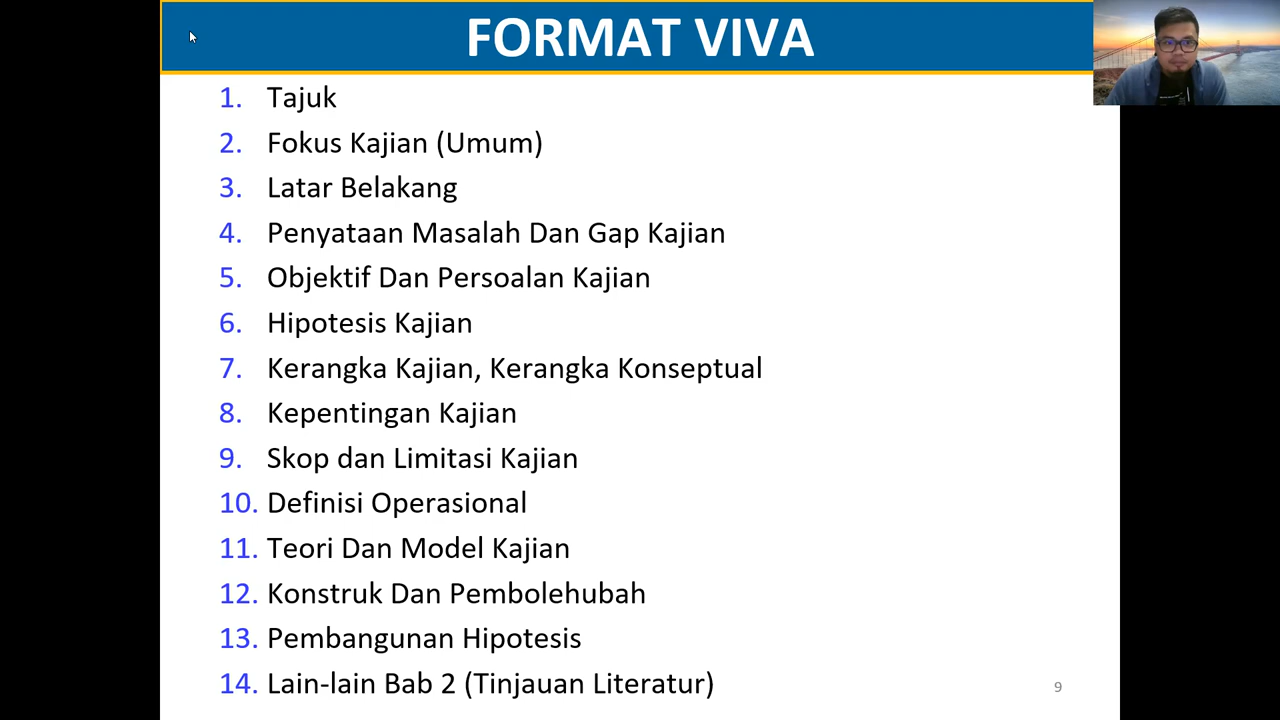 FORMAT VIVA
1. Tajuk
2. Fokus Kajian (Umum)
3. Latar Belakang
4. Penyataan Masalah Dan Gap Kajian
5. Objektif Dan Persoalan Kajian
6. Hipotesis Kajian
7. Kerangka Kajian, Kerangka Konseptual
8. Kepentingan Kajian
9. Skop dan Limitasi Kajian
10. Definisi Operasional
11. Teori Dan Model Kajian
12. Konstruk Dan Pembolehubah
13. Pembangunan Hipotesis
14. Lain-lain Bab 2 (Tinjauan Literatur)
9